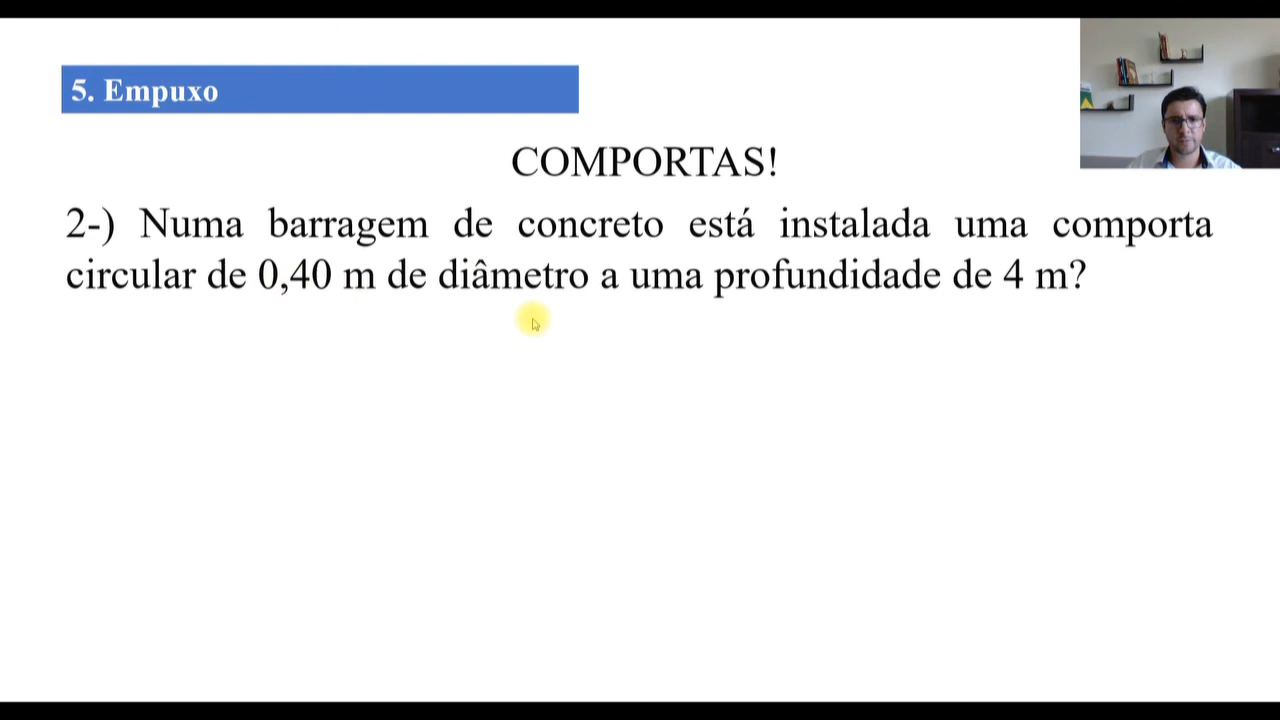 5. Empuxo
COMPORTAS!
2-) Numa barragem de concreto está instalada uma comporta
circular de 0,40 m de diâmetro a uma profundidade de 4 m?